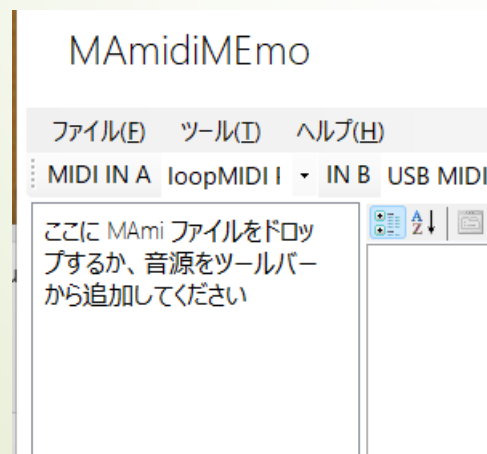 MAmidiMEmo
ファイル(F) ツール(T) ヘルプ(H)
MIDI IN A loopMIDI IN B USB MIDI
ここに MAmi ファイルをドロッ
プするか、音源をツールバー
から追加してください